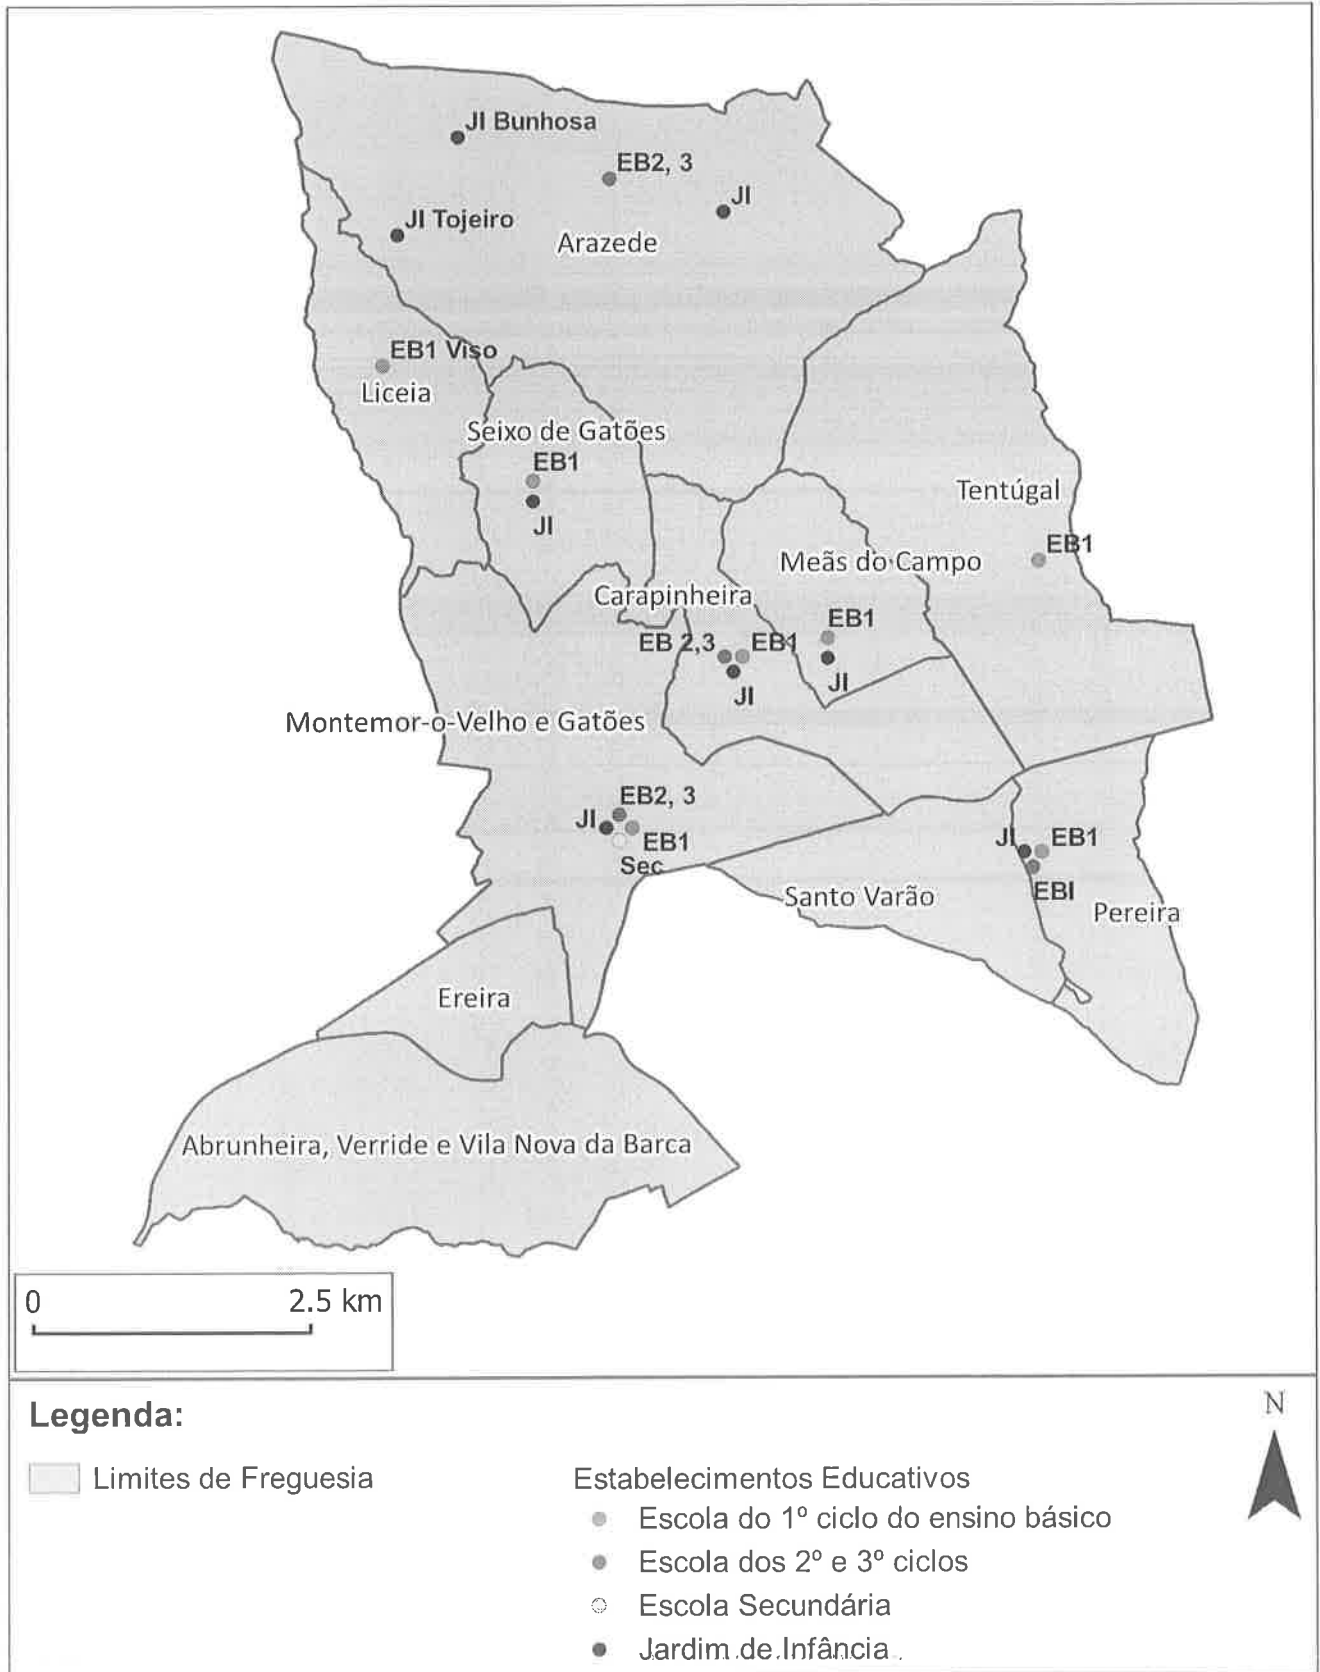 JI Bunhosa
EB2, 3
JI
JI Tojeiro
Arazede
EB1 Viso
Liceia
Seixo de Gatões
EB1
JI
Tentúgal
EB1
Meãs do Campo
Carapinheira
EB1
EB 2,3
EB1
JI
JI
Montemor-o-Velho e Gatões
EB2, 3
JI
EB1
Sec
JI
EB1
EBI
Santo Varão
Pereira
Ereira
Abrunheira, Verride e Vila Nova da Barca
0 2.5 km
Legenda:
N
Limites de Freguesia
Estabelecimentos Educativos
Escola do 1º ciclo do ensino básico
Escola dos 2º e 3º ciclos
Escola Secundária
Jardim de Infância